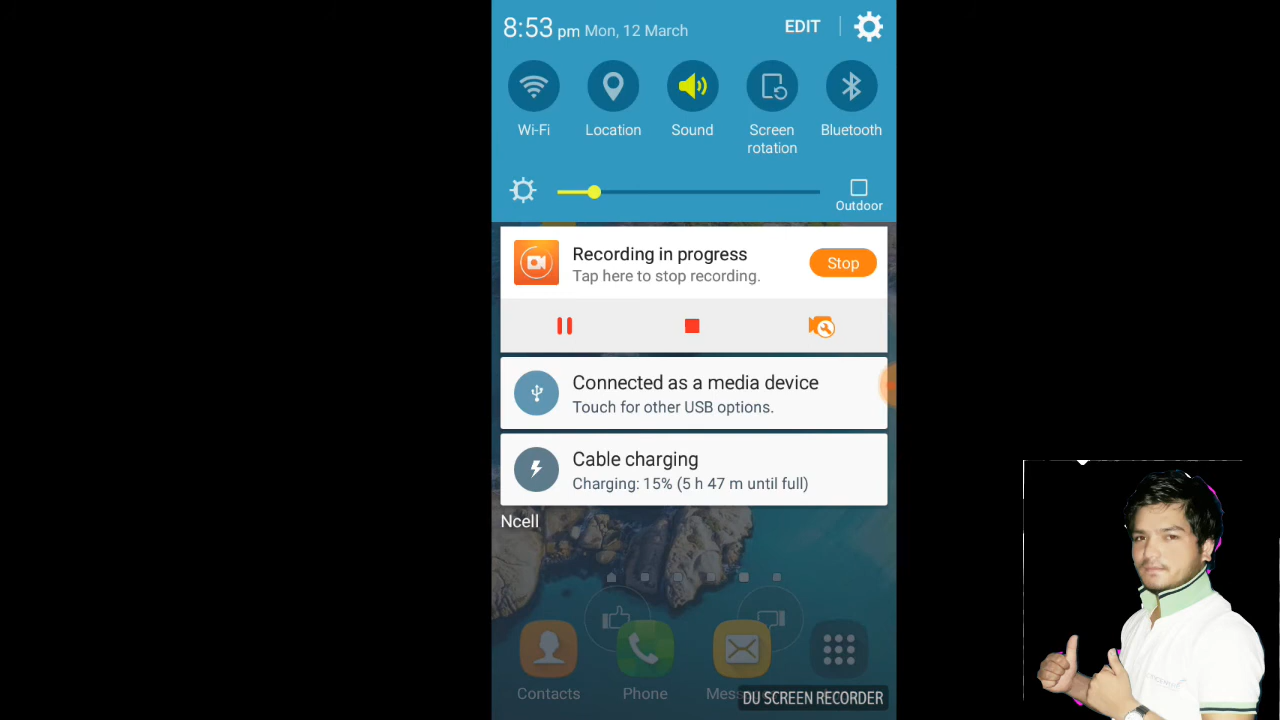 8:53 pm Mon, 12 March EDIT
Wi-Fi Location Sound Screen rotation Bluetooth
Outdoor
Recording in progress
Tap here to stop recording.
Stop
Connected as a media device
Touch for other USB options.
Cable charging
Charging: 15% (5 h 47 m until full)
Ncell
Contacts Phone
DU SCREEN RECORDER